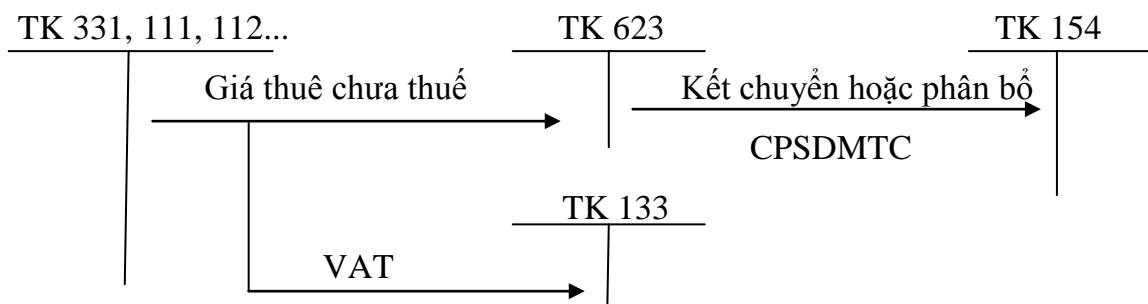 TK 331, 111, 112... TK 623 TK 154
Giá thuê chưa thuế Kết chuyển hoặc phân bổ
CPSDMTC
TK 133
VAT